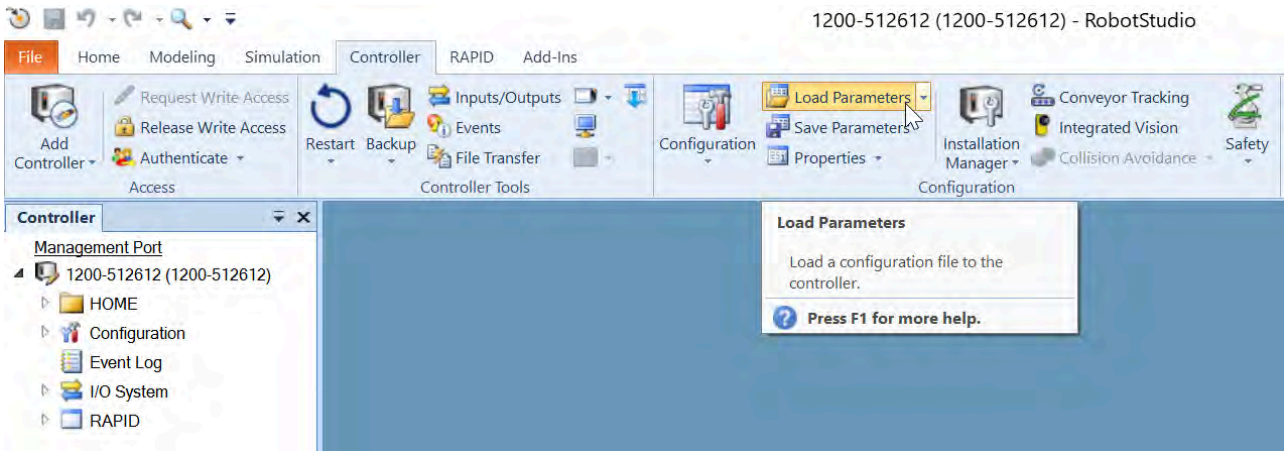 1200-512612 (1200-512612) - RobotStudio
File Home Modeling Simulation Controller RAPID Add-Ins
Add Controller
Request Write Access
Release Write Access
Authenticate
Access
Restart
Backup
Inputs/Outputs
Events
File Transfer
Controller Tools
Configuration
Load Parameters
Save Parameters
Properties
Installation Manager
Conveyor Tracking
Integrated Vision
Collision Avoidance
Configuration
Safety
Controller
Management Port
1200-512612 (1200-512612)
HOME
Configuration
Event Log
I/O System
RAPID
Load Parameters
Load a configuration file to the
controller.
Press F1 for more help.